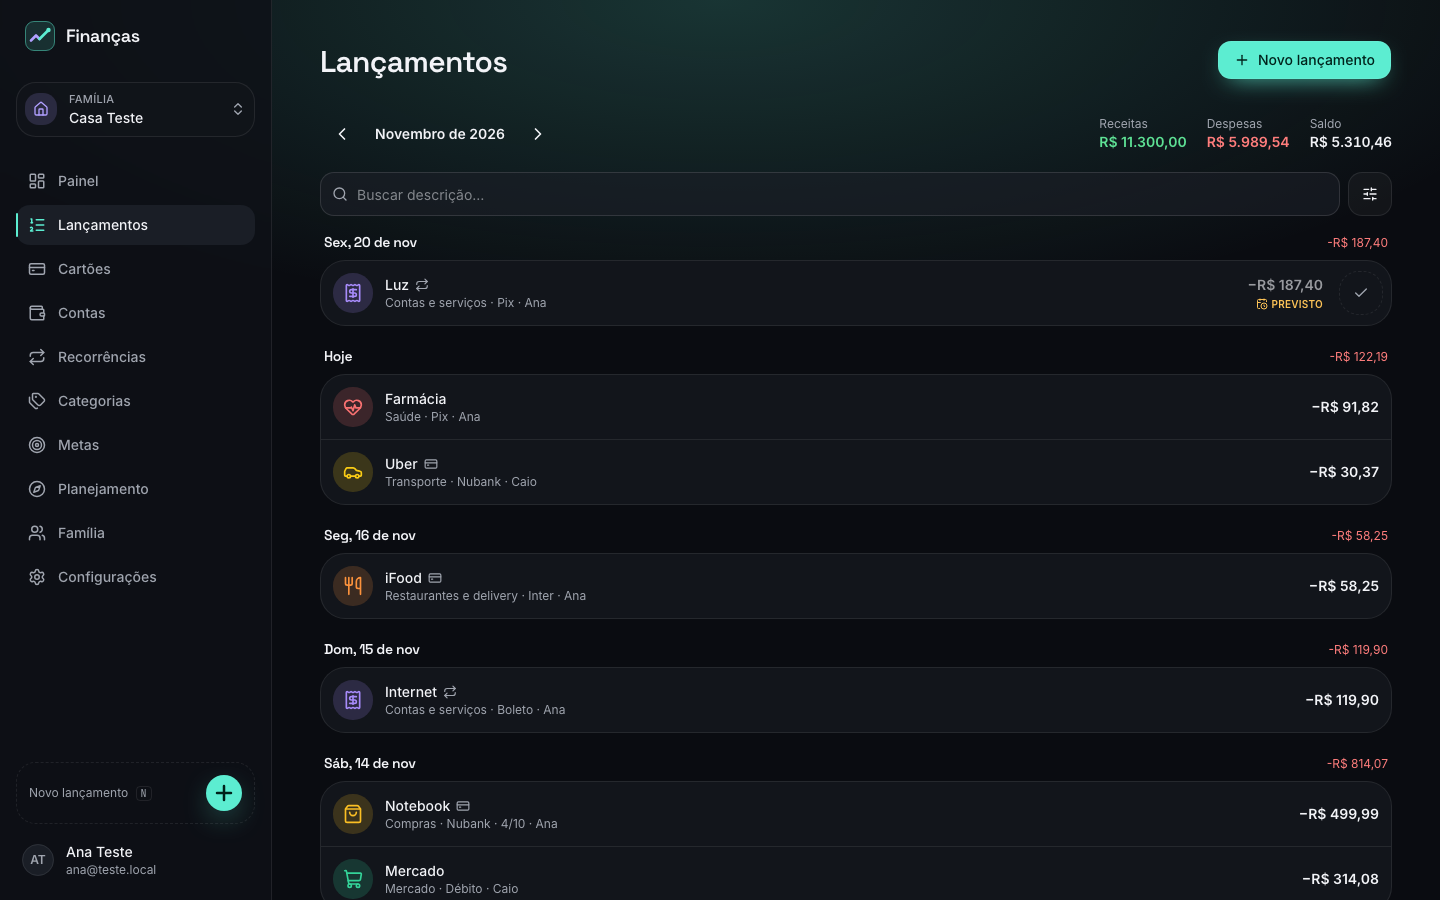 Finanças
FAMÍLIA
Casa Teste
Painel
Lançamentos
Cartões
Contas
Recorrências
Categorias
Metas
Planejamento
Família
Configurações
Novo lançamento N
AT
Ana Teste
ana@teste.local
Lançamentos
Novo lançamento
Novembro de 2026
Receitas
R$ 11.300,00
Despesas
R$ 5.989,54
Saldo
R$ 5.310,46
Buscar descrição...
Sex, 20 de nov
-R$ 187,40
Luz
Contas e serviços · Pix · Ana
−R$ 187,40
PREVISTO
Hoje
-R$ 122,19
Farmácia
Saúde · Pix · Ana
−R$ 91,82
Uber
Transporte · Nubank · Caio
−R$ 30,37
Seg, 16 de nov
-R$ 58,25
iFood
Restaurantes e delivery · Inter · Ana
−R$ 58,25
Dom, 15 de nov
-R$ 119,90
Internet
Contas e serviços · Boleto · Ana
−R$ 119,90
Sáb, 14 de nov
-R$ 814,07
Notebook
Compras · Nubank · 4/10 · Ana
−R$ 499,99
Mercado
Mercado · Débito · Caio
−R$ 314,08